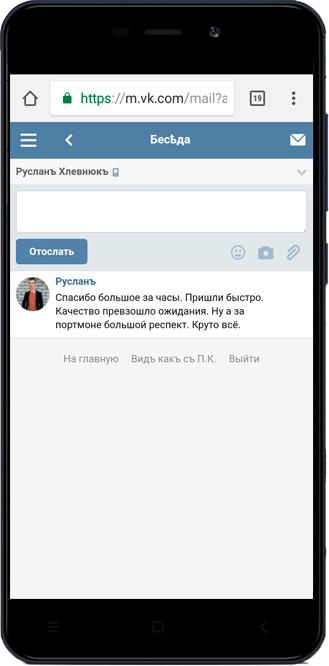 https://m.vk.com/mail?a
19
Бесѣда
Русланъ Хлевнюкъ
Отослать
Русланъ
Спасибо большое за часы. Пришли быстро.
Качество превзошло ожидания. Ну а за
портмоне большой респект. Круто всё.
На главную Видъ какъ съ П.К. Выйти